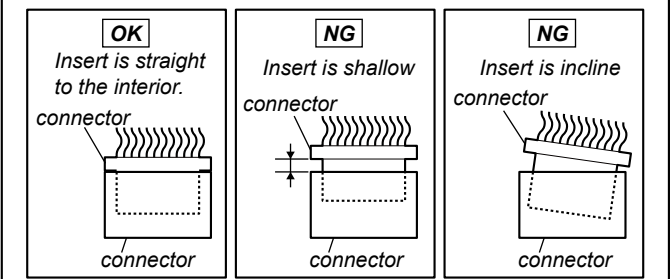 OK
Insert is straight
to the interior.
connector
connector
NG
Insert is shallow
connector
connector
NG
Insert is incline
connector
connector